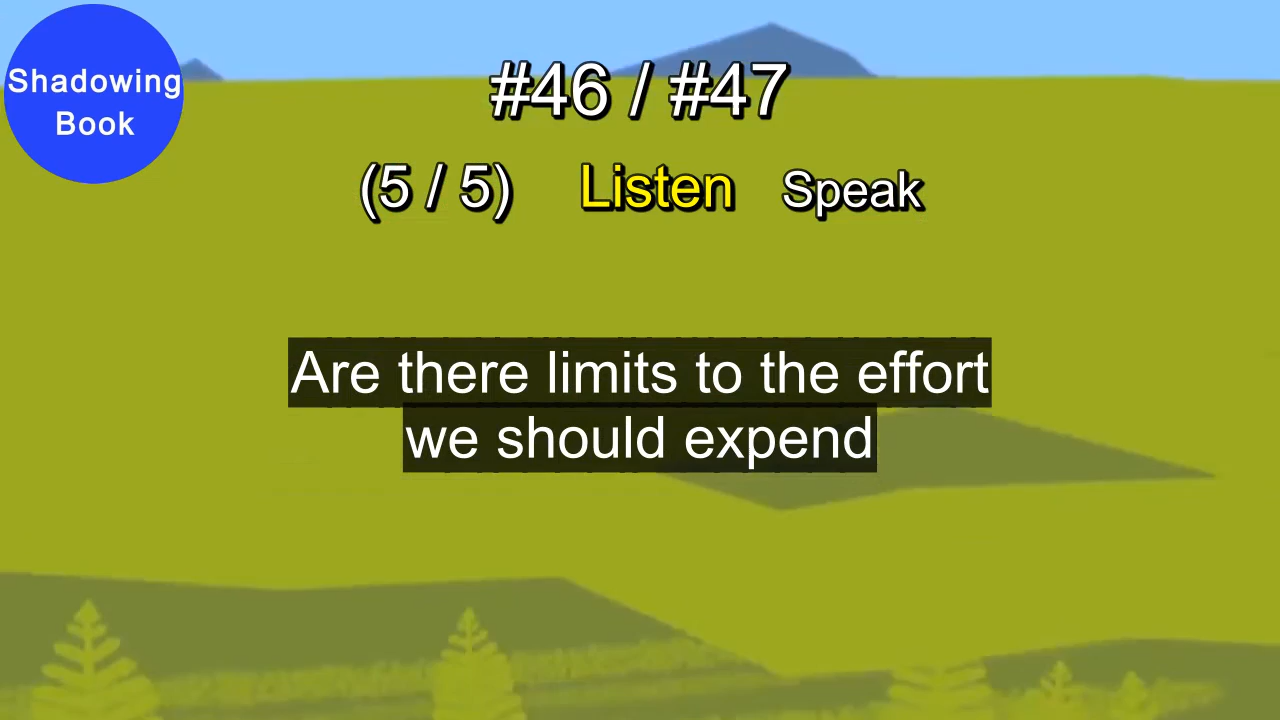 Shadowing
Book
#46 / #47
(5 / 5) Listen Speak
Are there limits to the effort
we should expend